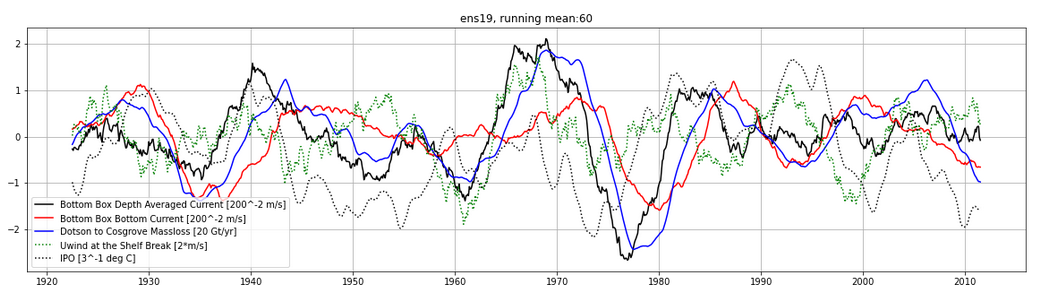 ens19, running mean:60
2
1
0
−1
−2
Bottom Box Depth Averaged Current [200^-2 m/s]
Bottom Box Bottom Current [200^-2 m/s]
Dotson to Cosgrove Massloss [20 Gt/yr]
Uwind at the Shelf Break [2*m/s]
IPO [3^-1 deg C]
1920 1930 1940 1950 1960 1970 1980 1990 2000 2010